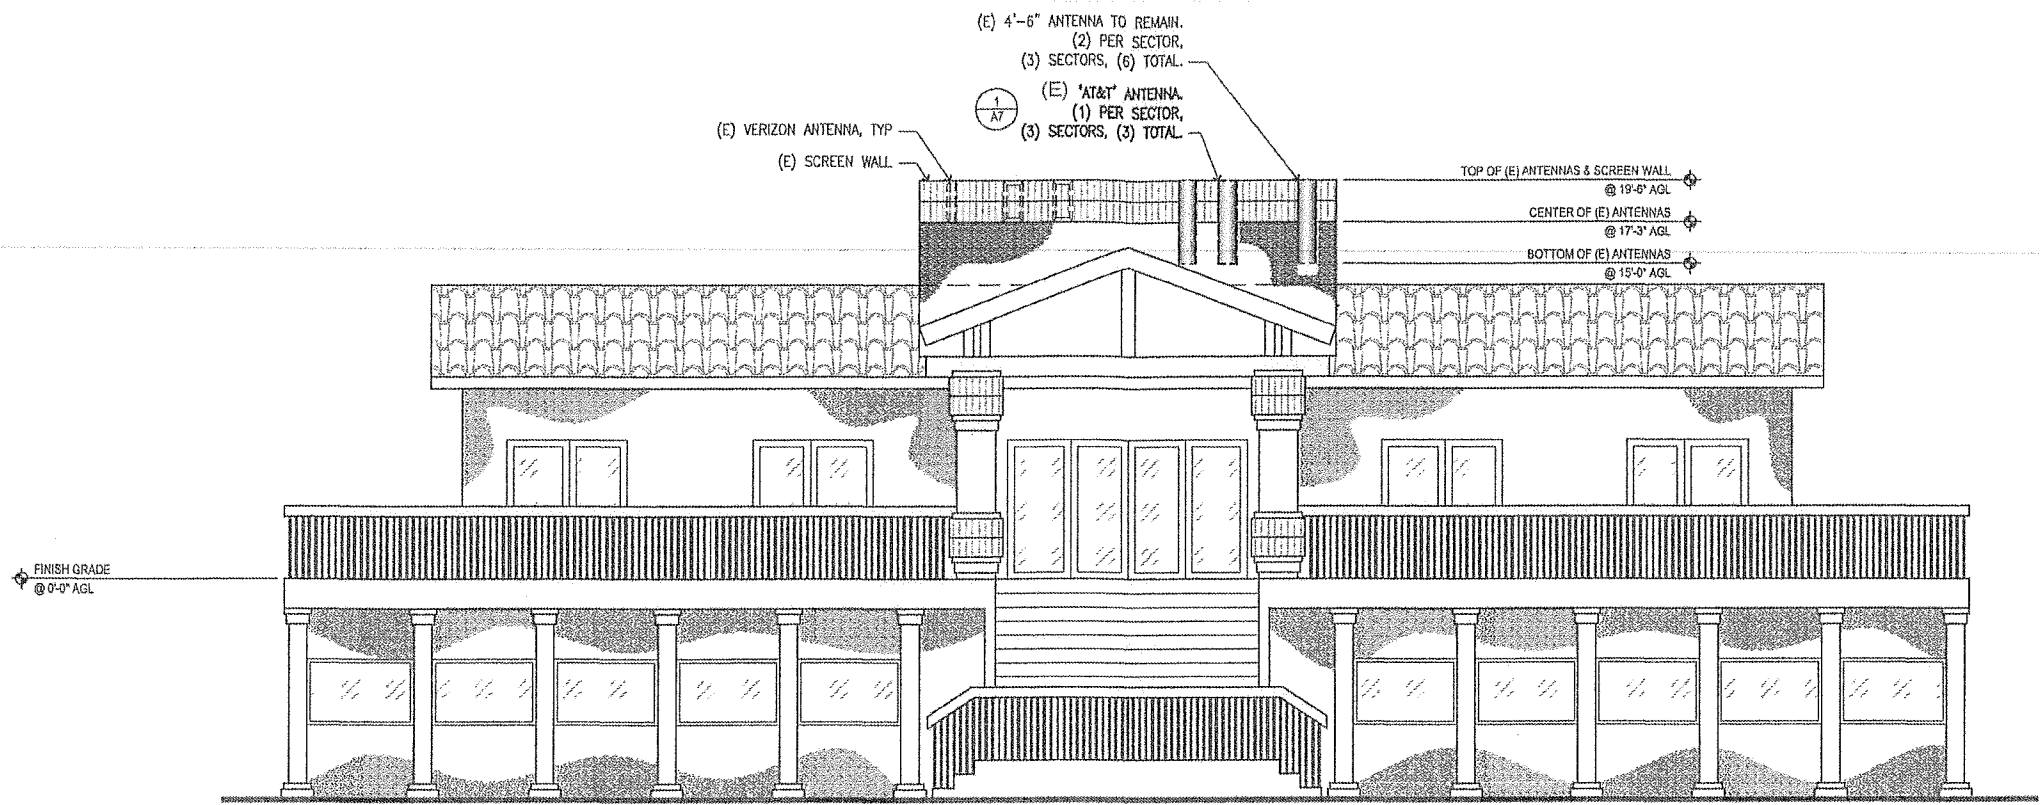 (E) 4'-6" ANTENNA TO REMAIN.
(2) PER SECTOR,
(3) SECTORS, (6) TOTAL.
1
A7
(E) 'AT&T' ANTENNA.
(1) PER SECTOR,
(3) SECTORS, (3) TOTAL.
(E) VERIZON ANTENNA, TYP
(E) SCREEN WALL
TOP OF (E) ANTENNAS & SCREEN WALL
@ 19'-6" AGL
CENTER OF (E) ANTENNAS
@ 17'-3" AGL
BOTTOM OF (E) ANTENNAS
@ 15'-0" AGL
FINISH GRADE
@ 0'-0" AGL